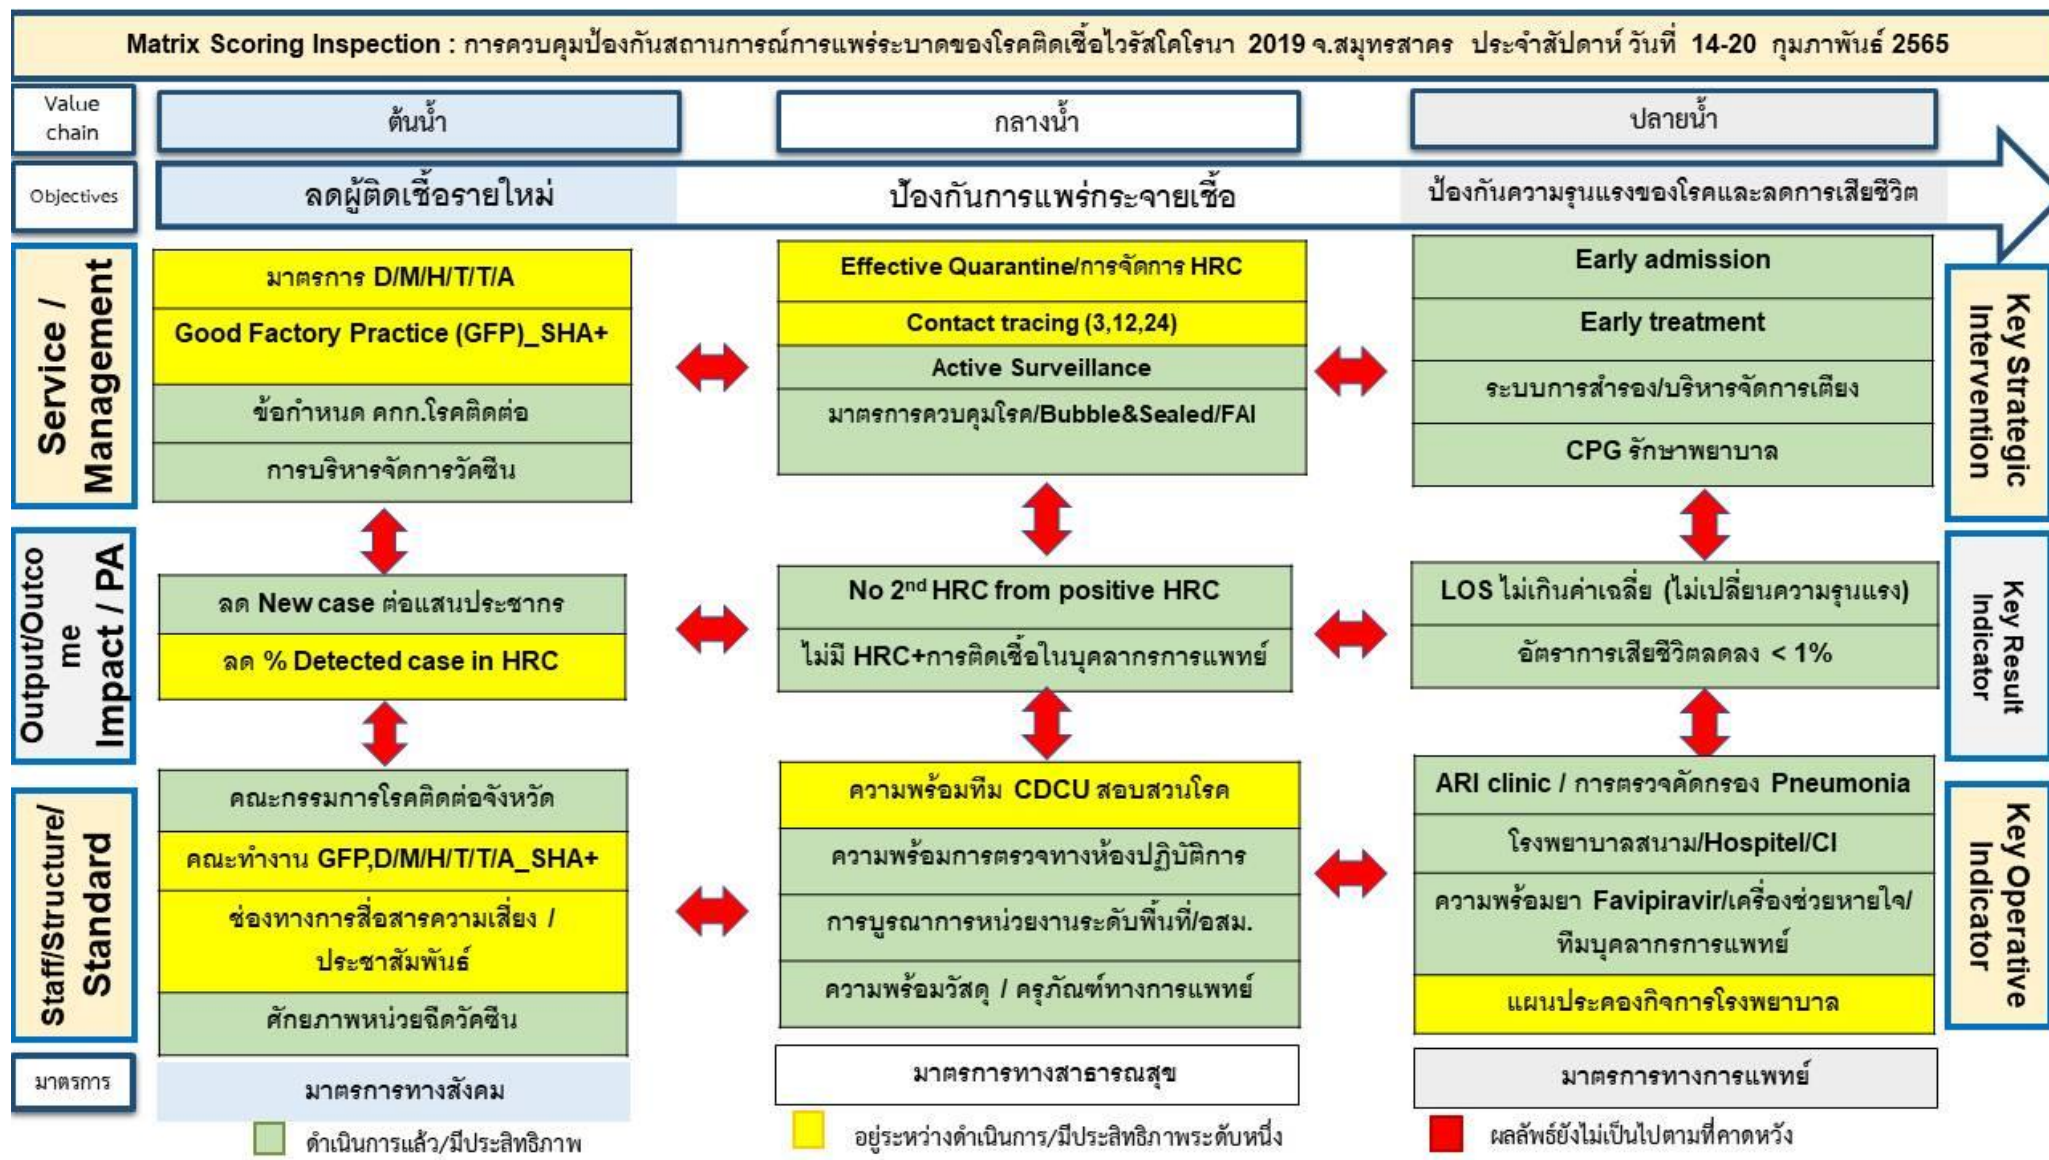 Matrix Scoring Inspection : การควบคุมป้องกันสถานการณ์การแพร่ระบาดของโรคติดเชื้อไวรัสโคโรนา 2019 จ.สมุทรสาคร ประจำสัปดาห์ วันที่ 14-20 กุมภาพันธ์ 2565
Value
chain
ต้นน้ำ
กลางน้ำ
ปลายน้ำ
Objectives
ลดผู้ติดเชื้อรายใหม่
ป้องกันการแพร่กระจายเชื้อ
ป้องกันความรุนแรงของโรคและลดการเสียชีวิต
Service /
Management
มาตรการ D/M/H/T/T/A
Good Factory Practice (GFP)_SHA+
ข้อกำหนด คกก.โรคติดต่อ
การบริหารจัดการวัคซีน
Effective Quarantine/การจัดการ HRC
Contact tracing (3,12,24)
Active Surveillance
มาตรการควบคุมโรค/Bubble&Sealed/FAI
Early admission
Early treatment
ระบบการสำรอง/บริหารจัดการเตียง
CPG รักษาพยาบาล
Key Strategic
Intervention
Output/Outco
me
Impact / PA
ลด New case ต่อแสนประชากร
ลด % Detected case in HRC
No 2nd HRC from positive HRC
ไม่มี HRC+การติดเชื้อในบุคลากรการแพทย์
LOS ไม่เกินค่าเฉลี่ย (ไม่เปลี่ยนความรุนแรง)
อัตราการเสียชีวิตลดลง < 1%
Key Result
Indicator
Staff/Structure/
Standard
คณะกรรมการโรคติดต่อจังหวัด
คณะทำงาน GFP,D/M/H/T/T/A_SHA+
ช่องทางการสื่อสารความเสี่ยง /
ประชาสัมพันธ์
ศักยภาพหน่วยฉีดวัคซีน
ความพร้อมทีม CDCU สอบสวนโรค
ความพร้อมการตรวจทางห้องปฏิบัติการ
การบูรณาการหน่วยงานระดับพื้นที่/อสม.
ความพร้อมวัสดุ / ครุภัณฑ์ทางการแพทย์
ARI clinic / การตรวจคัดกรอง Pneumonia
โรงพยาบาลสนาม/Hospitel/CI
ความพร้อมยา Favipiravir/เครื่องช่วยหายใจ/
ทีมบุคลากรการแพทย์
แผนประคองกิจการโรงพยาบาล
Key Operative
Indicator
มาตรการ
มาตรการทางสังคม
มาตรการทางสาธารณสุข
มาตรการทางการแพทย์
ดำเนินการแล้ว/มีประสิทธิภาพ
อยู่ระหว่างดำเนินการ/มีประสิทธิภาพระดับหนึ่ง
ผลลัพธ์ยังไม่เป็นไปตามที่คาดหวัง